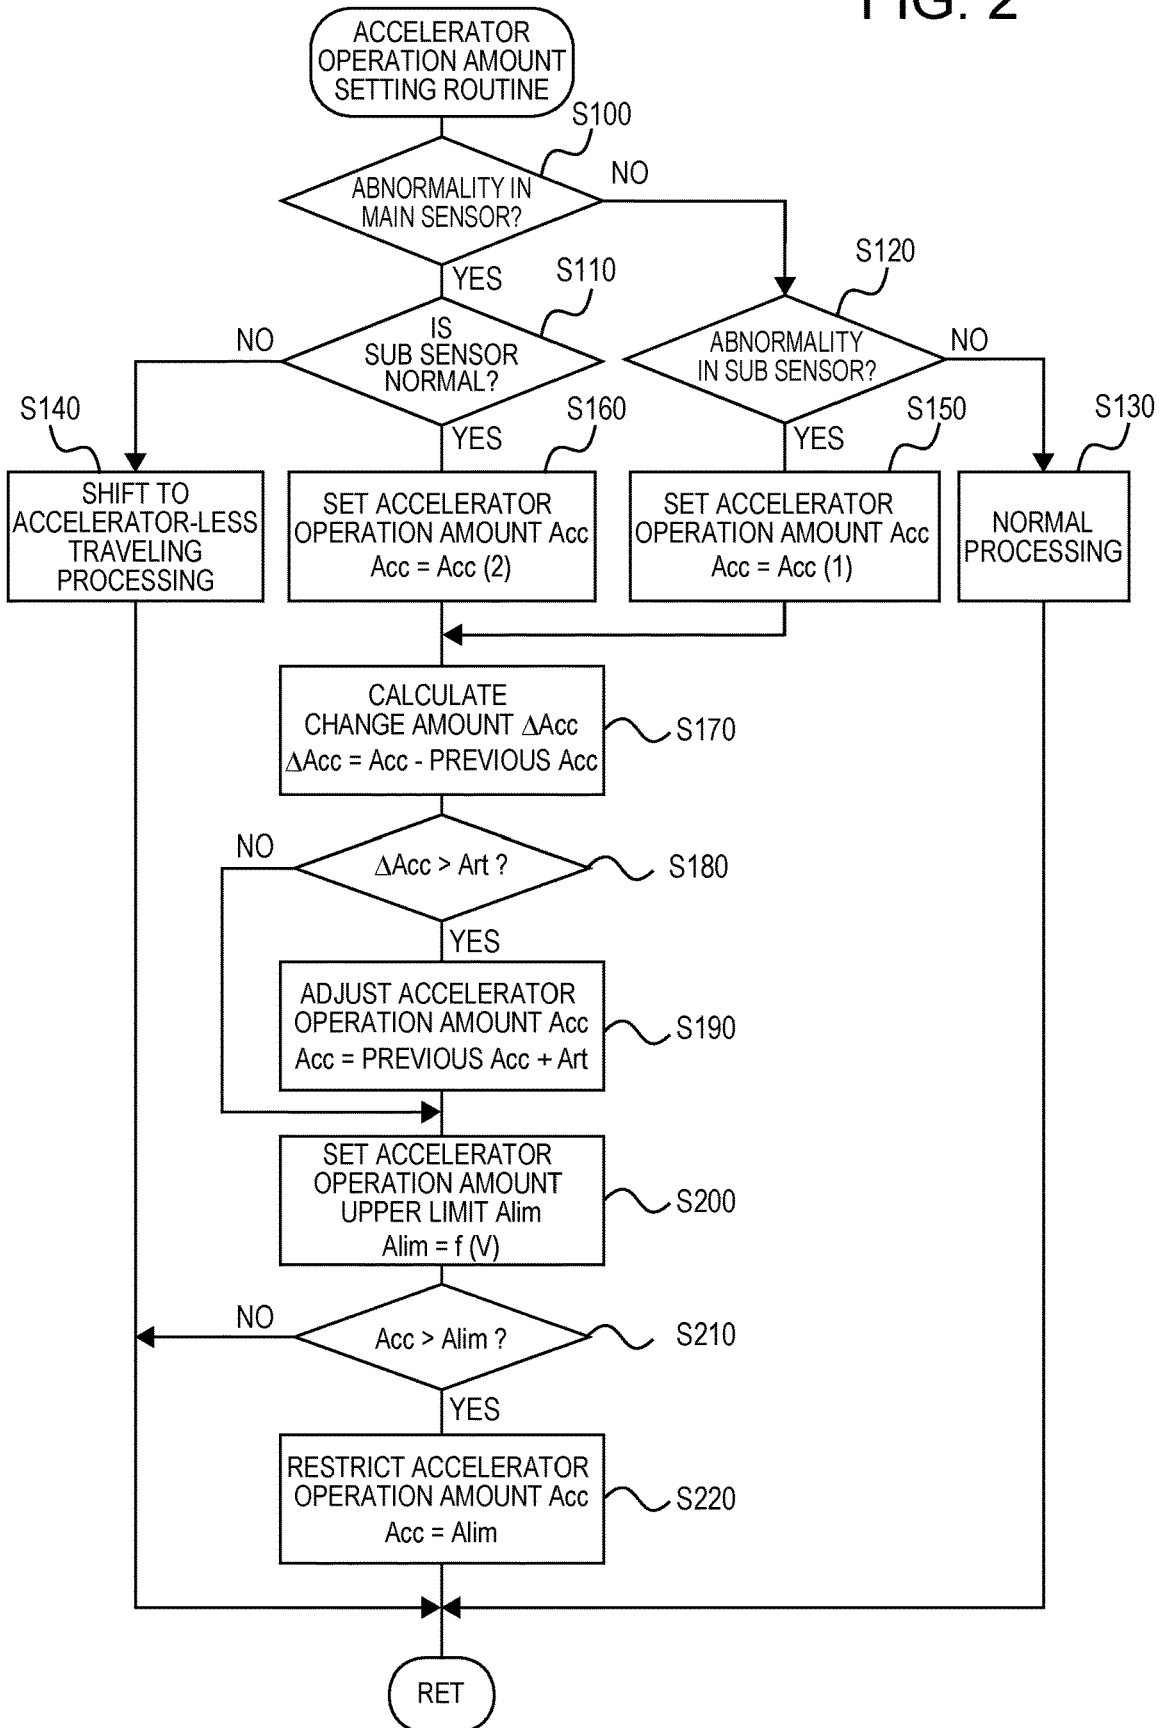 FIG. 2
ACCELERATOR
OPERATION AMOUNT
SETTING ROUTINE
S100
ABNORMALITY IN
MAIN SENSOR?
NO
YES
S110
IS
SUB SENSOR
NORMAL?
NO
YES
S120
ABNORMALITY
IN SUB SENSOR?
NO
YES
S140
SHIFT TO
ACCELERATOR-LESS
TRAVELING
PROCESSING
S160
SET ACCELERATOR
OPERATION AMOUNT Acc
Acc = Acc (2)
S150
SET ACCELERATOR
OPERATION AMOUNT Acc
Acc = Acc (1)
S130
NORMAL
PROCESSING
CALCULATE
CHANGE AMOUNT ΔAcc
ΔAcc = Acc - PREVIOUS Acc
S170
NO
ΔAcc > Art ?
S180
YES
ADJUST ACCELERATOR
OPERATION AMOUNT Acc
Acc = PREVIOUS Acc + Art
S190
SET ACCELERATOR
OPERATION AMOUNT
UPPER LIMIT Alim
Alim = f (V)
S200
NO
Acc > Alim ?
S210
YES
RESTRICT ACCELERATOR
OPERATION AMOUNT Acc
Acc = Alim
S220
RET